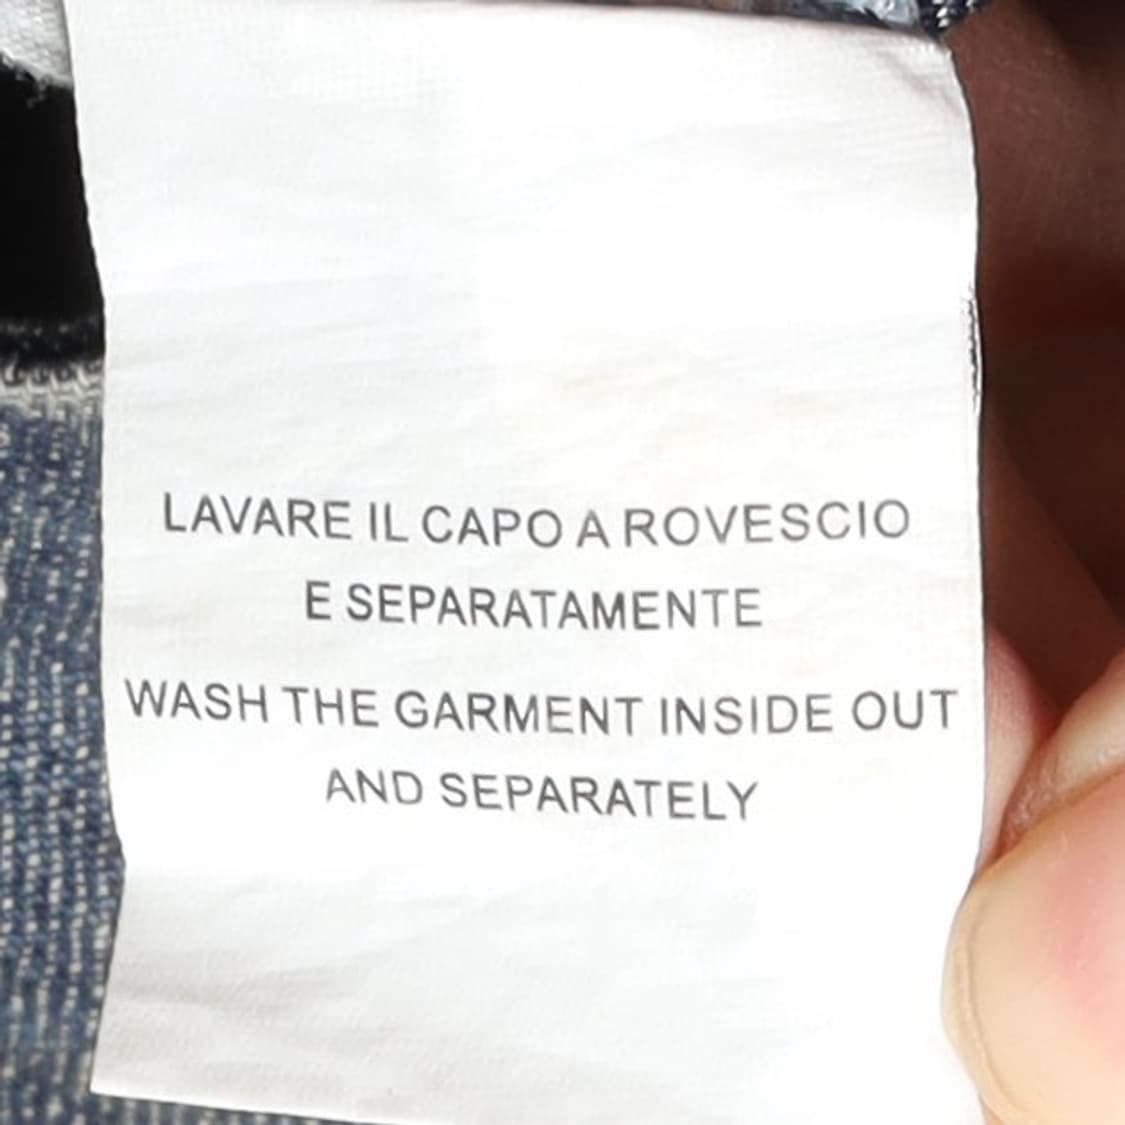 LAVARE IL CAPO A ROVESCIO
E SEPARATAMENTE
WASH THE GARMENT INSIDE OUT
AND SEPARATELY